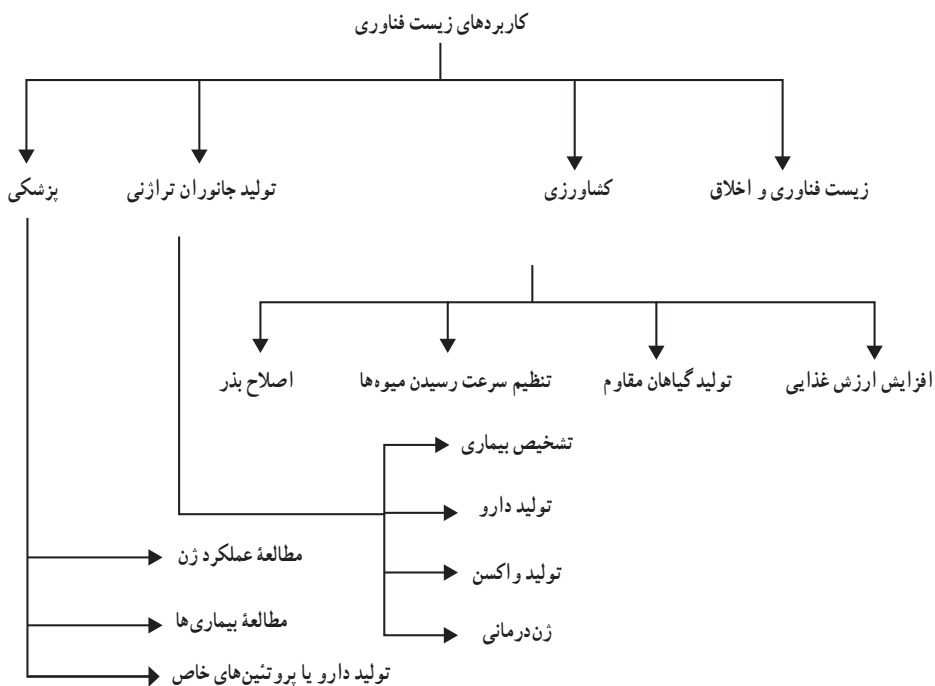 کاربردهای زیست فناوری
زیست فناوری و اخلاق
کشاورزی
تولید جانوران تراژنی
پزشکی
افزایش ارزش غذایی
تولید گیاهان مقاوم
تنظیم سرعت رسیدن میوه‌ها
اصلاح بذر
تشخیص بیماری
تولید دارو
تولید واکسن
ژن‌درمانی
مطالعۀ عملکرد ژن
مطالعۀ بیماری‌ها
تولید دارو یا پروتئین‌های خاص